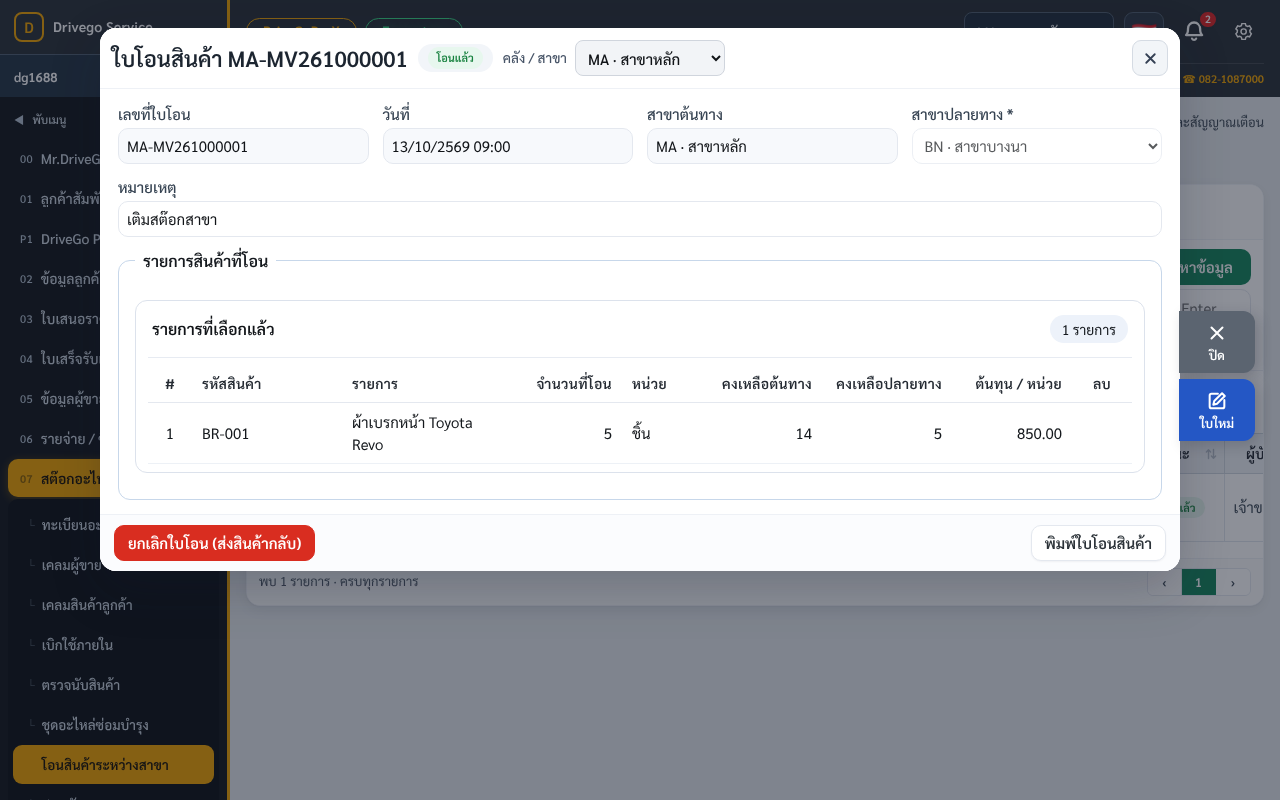 D Drivego Service
2
dg1688
☎ 082-1087000
ใบโอนสินค้า MA-MV261000001 โอนแล้ว คลัง / สาขา MA · สาขาหลัก
◀ พับเมนู
เลขที่ใบโอน วันที่ สาขาต้นทาง สาขาปลายทาง *
MA-MV261000001 13/10/2569 09:00 MA · สาขาหลัก BN · สาขาบางนา
หมายเหตุ
เติมสต๊อกสาขา
รายการสินค้าที่โอน
รายการที่เลือกแล้ว 1 รายการ
# รหัสสินค้า รายการ จำนวนที่โอน หน่วย คงเหลือต้นทาง คงเหลือปลายทาง ต้นทุน / หน่วย ลบ
1 BR-001 ผ้าเบรกหน้า Toyota Revo 5 ชิ้น 14 5 850.00
ยกเลิกใบโอน (ส่งสินค้ากลับ) พิมพ์ใบโอนสินค้า
ปิด
ใบใหม่
00 Mr.DriveG
01
P1 DriveGo P
02
03
04
05
06 รายจ่าย /
07
พบ 1 รายการ · ครบทุกรายการ ‹ 1 ›
เคลมสินค้าลูกค้า
เบิกใช้ภายใน
ตรวจนับสินค้า
ชุดอะไหล่ซ่อมบำรุง
โอนสินค้าระหว่างสาขา